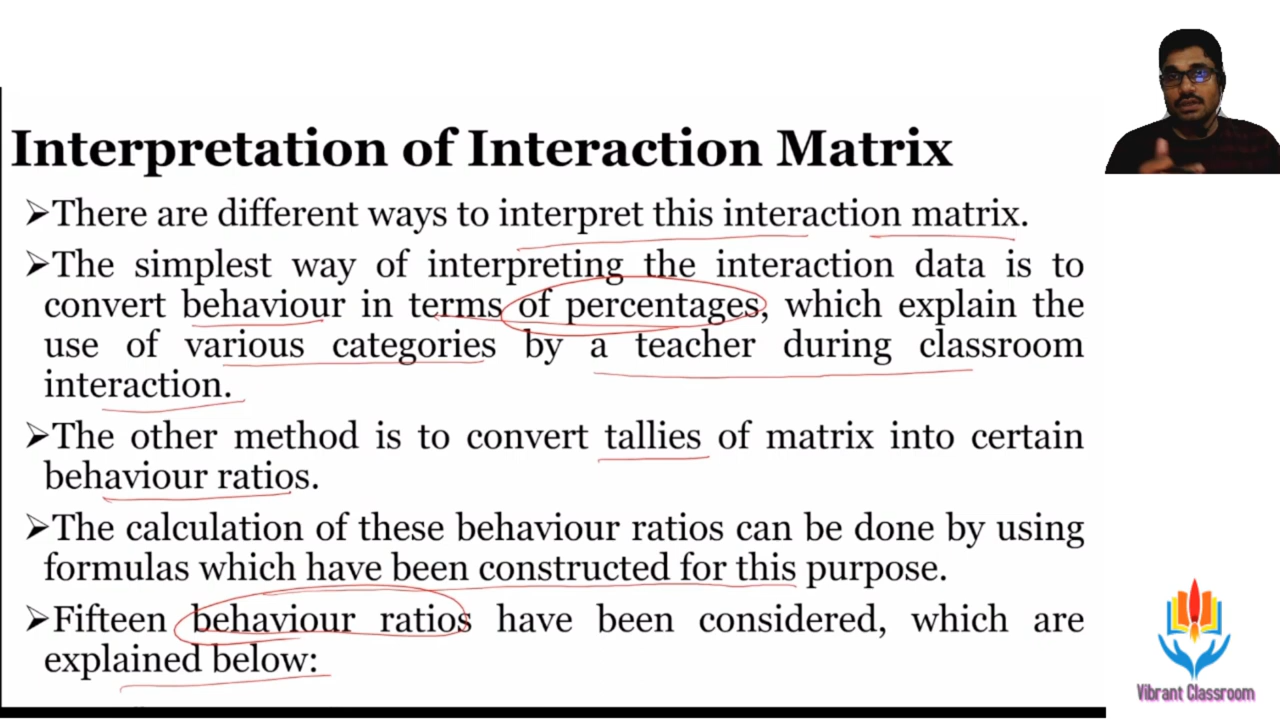 Interpretation of Interaction Matrix
➤There are different ways to interpret this interaction matrix.
➤The simplest way of interpreting the interaction data is to
convert behaviour in terms of percentages, which explain the
use of various categories by a teacher during classroom
interaction.
➤The other method is to convert tallies of matrix into certain
behaviour ratios.
➤The calculation of these behaviour ratios can be done by using
formulas which have been constructed for this purpose.
➤Fifteen behaviour ratios have been considered, which are
explained below:
Vibrant Classroom